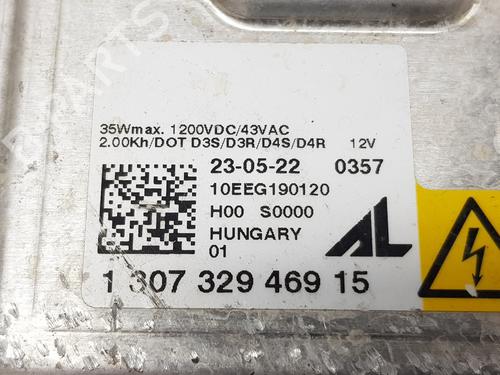 35Wmax. 1200VDC/43VAC
2.00Kh/DOT D3S/D3R/D4S/D4R 12V
23-05-22 0357
10EEG190120
H00 S0000
HUNGARY
01
AL
1 307 329 469 15